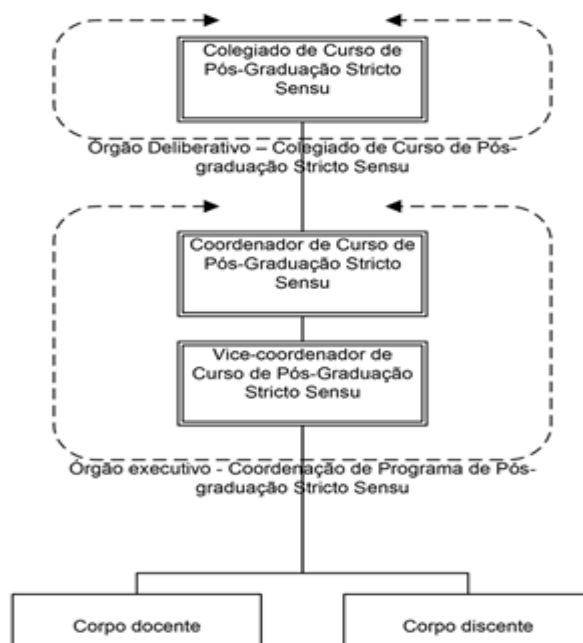 Colegiado de Curso de
Pós-Graduação Stricto
Sensu
Órgão Deliberativo – Colegiado de Curso de Pós-
graduação Stricto Sensu
Coordenador de Curso de
Pós-Graduação Stricto
Sensu
Vice-coordenador de
Curso de Pós-Graduação
Stricto Sensu
Órgão executivo - Coordenação de Programa de Pós-
graduação Stricto Sensu
Corpo docente
Corpo discente